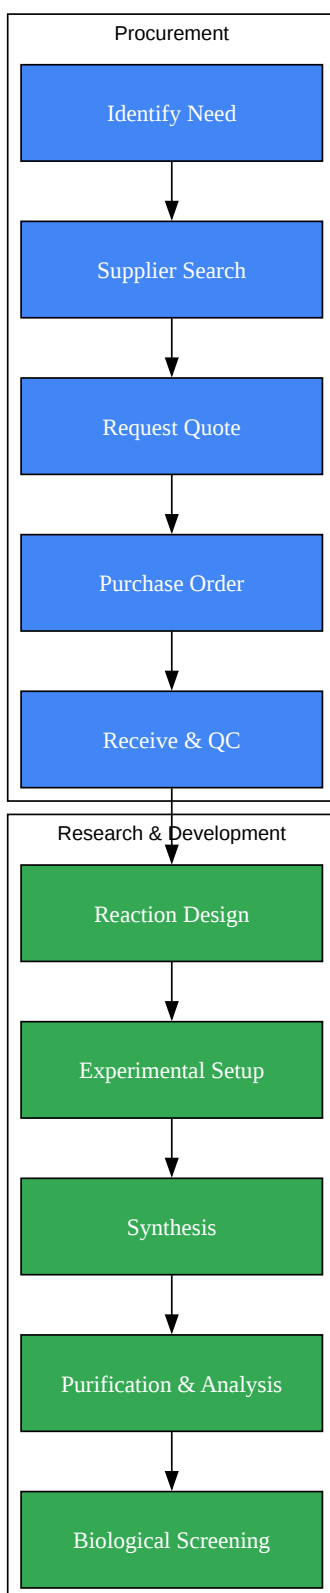 Procurement
Identify Need
Supplier Search
Request Quote
Purchase Order
Receive & QC
Research & Development
Reaction Design
Experimental Setup
Synthesis
Purification & Analysis
Biological Screening